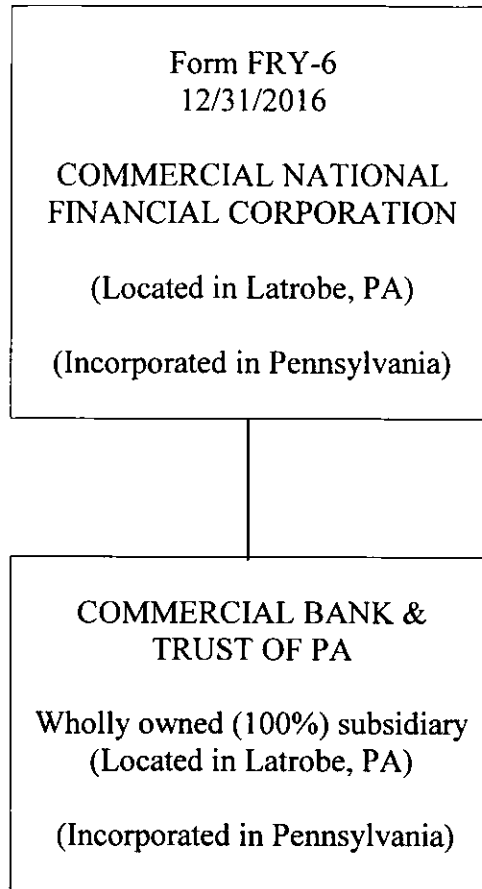 Form FRY-6
12/31/2016
COMMERCIAL NATIONAL
FINANCIAL CORPORATION
(Located in Latrobe, PA)
(Incorporated in Pennsylvania)
COMMERCIAL BANK &
TRUST OF PA
Wholly owned (100%) subsidiary
(Located in Latrobe, PA)
(Incorporated in Pennsylvania)